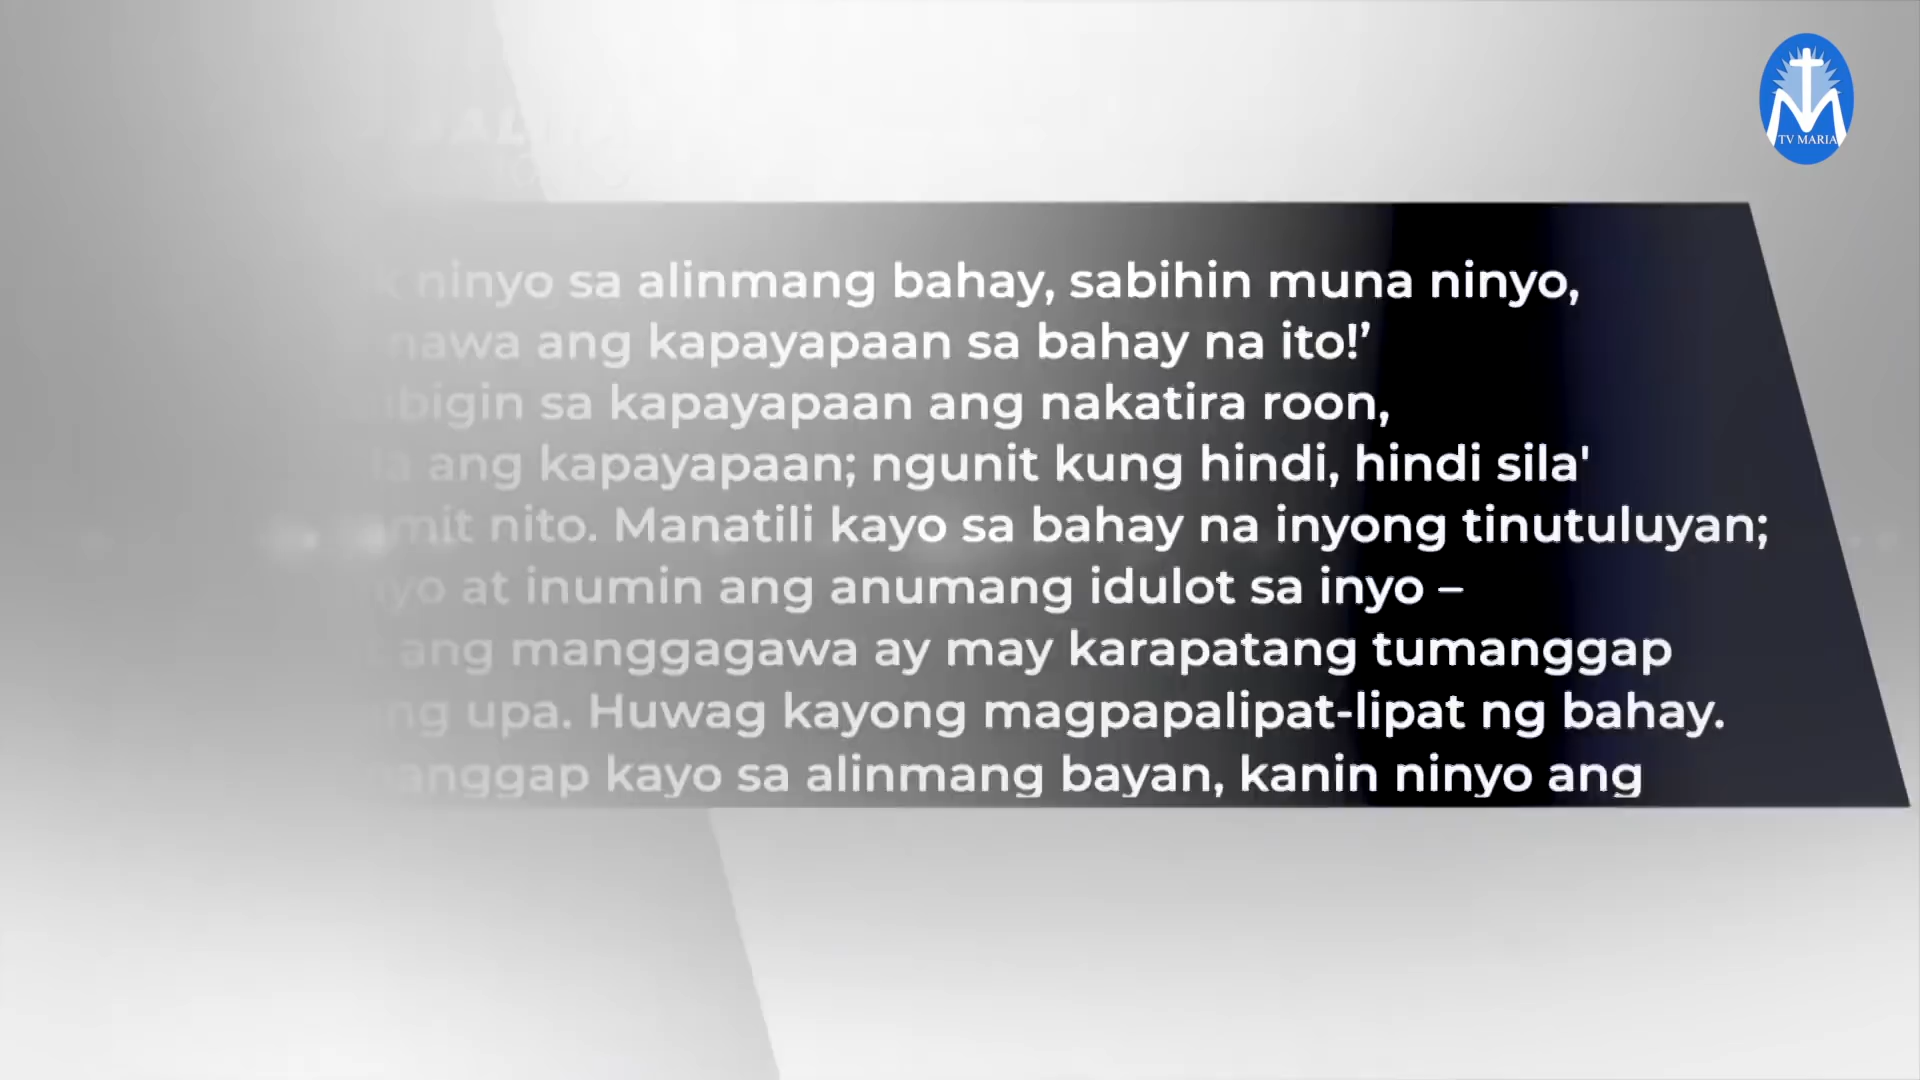 TV MARIA
ninyo sa alinmang bahay, sabihin muna ninyo,
nawa ang kapayapaan sa bahay na ito!’
sa kapayapaan ang nakatira roon,
ang kapayapaan; ngunit kung hindi, hindi sila'
nito. Manatili kayo sa bahay na inyong tinutuluyan;
at inumin ang anumang idulot sa inyo –
ang manggagawa ay may karapatang tumanggap
upa. Huwag kayong magpapalipat-lipat ng bahay.
kayo sa alinmang bayan, kanin ninyo ang